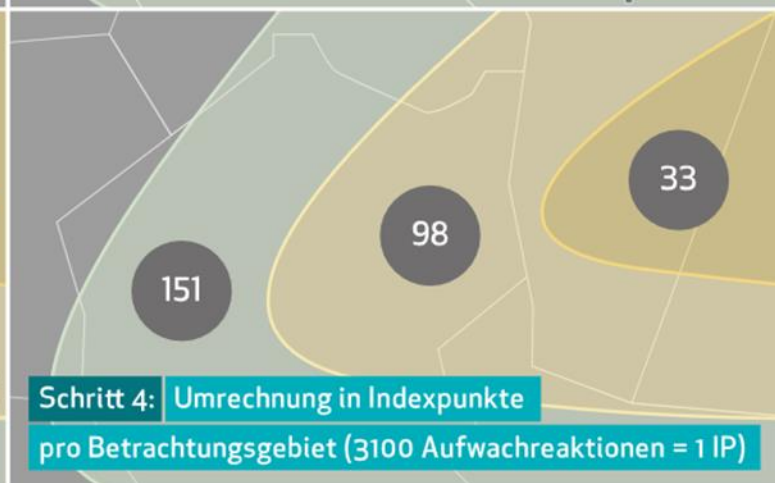 33
98
151
Schritt 4: Umrechnung in Indexpunkte
pro Betrachtungsgebiet (3100 Aufwachreaktionen = 1 IP)